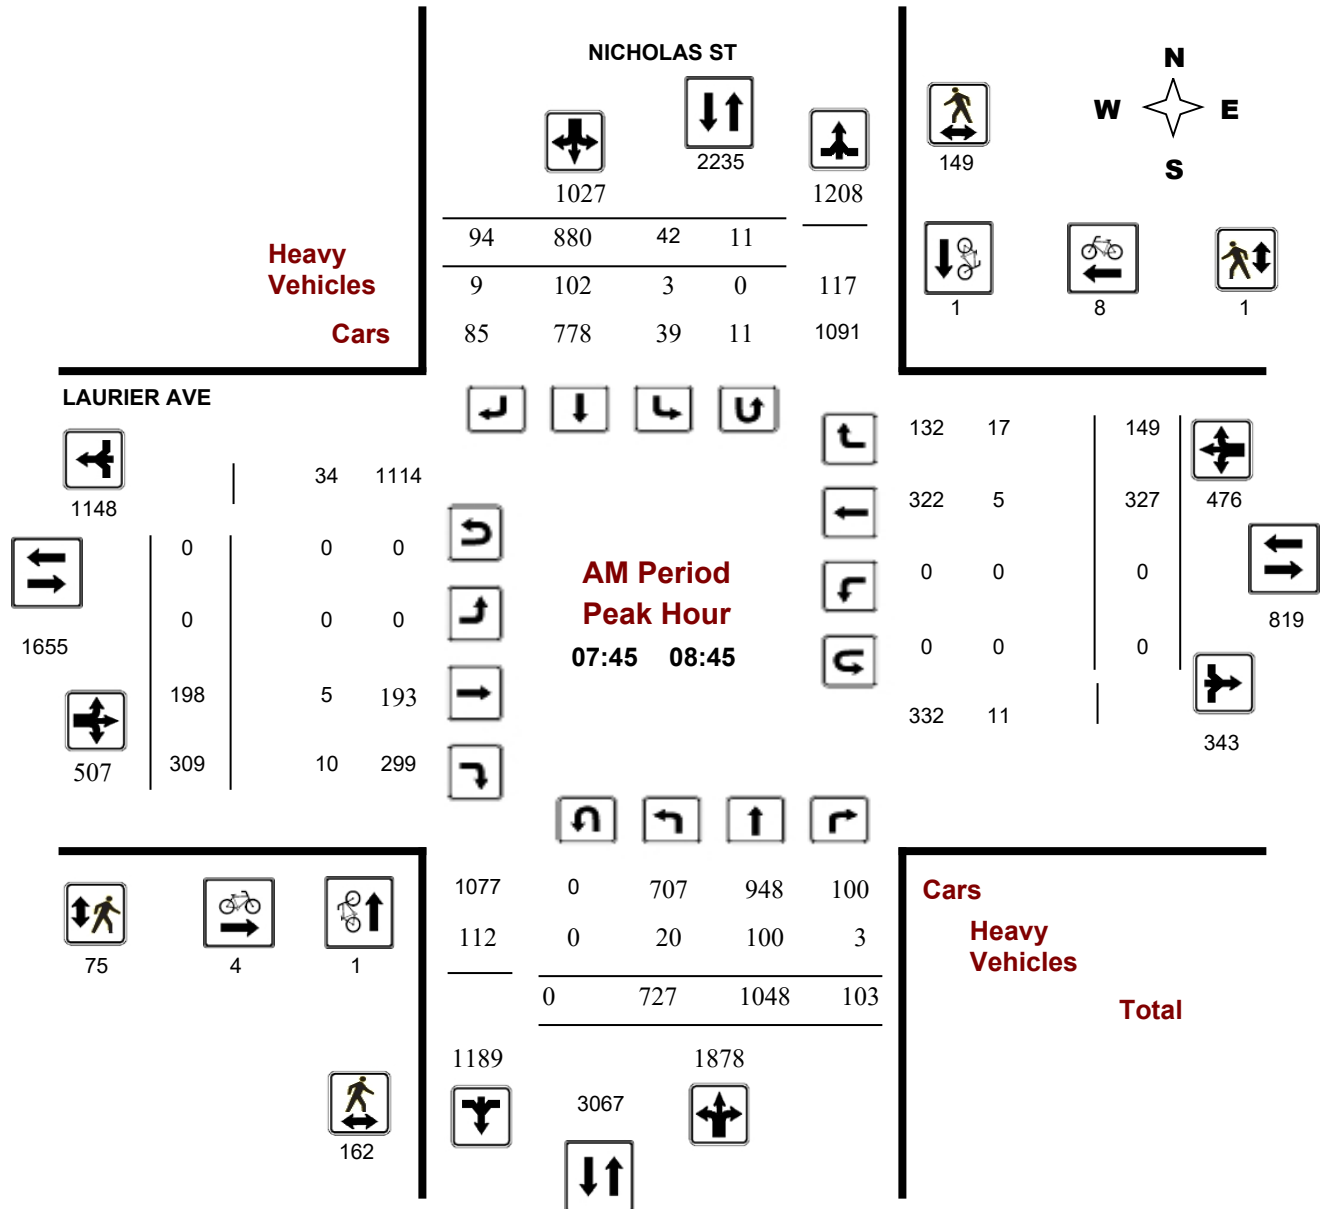 NICHOLAS ST
N
W E
S
2235
149
1027 1208
94 880 42 11
Heavy
Vehicles
9 102 3 0 117
1 8 1
Cars
85 778 39 11 1091
LAURIER AVE
132 17 149
34 1114
1148
322 5 327 476
0 0 0
AM Period
0 0 0
Peak Hour
0 0 0
819
1655
07:45 08:45
0 0 0
198 5 193
332 11
343
507
309 10 299
1077 0 707 948 100
Cars
112 0 20 100 3
Heavy
Vehicles
75 4 1
0 727 1048 103
Total
1189 1878
3067
162